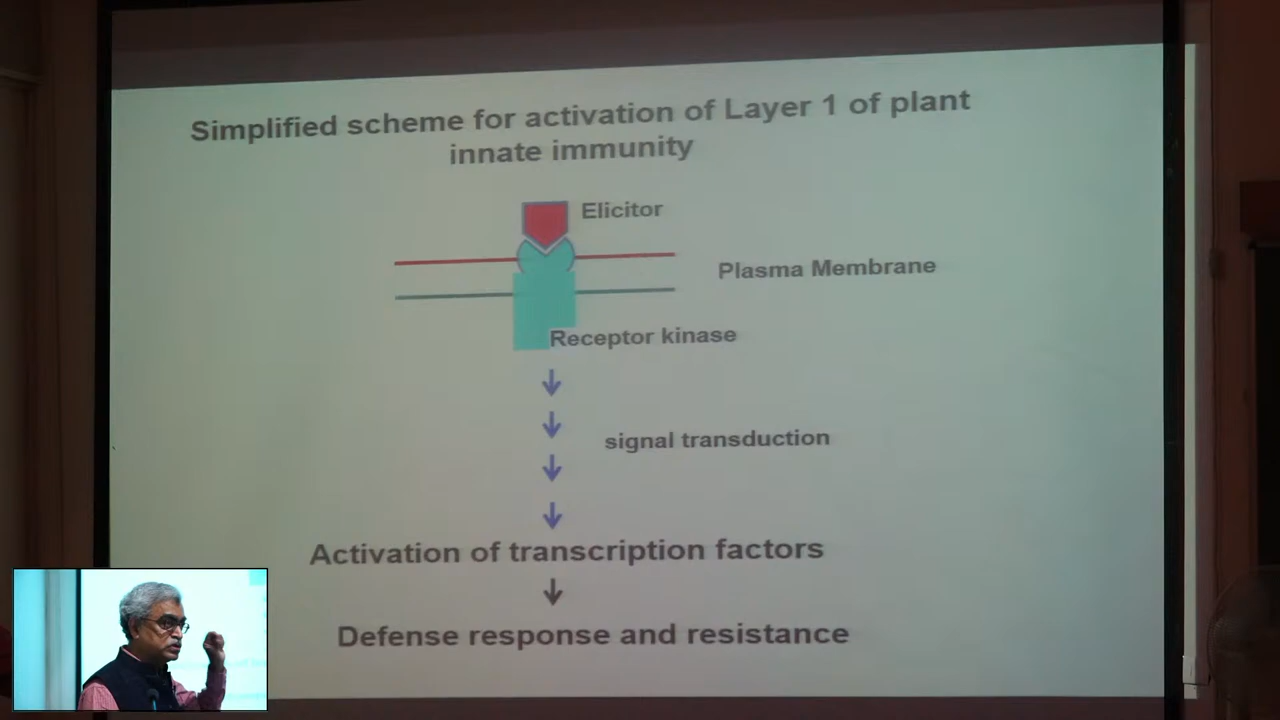 Simplified scheme for activation of Layer 1 of plant
innate immunity
Elicitor
Plasma Membrane
Receptor kinase
signal transduction
Activation of transcription factors
Defense response and resistance